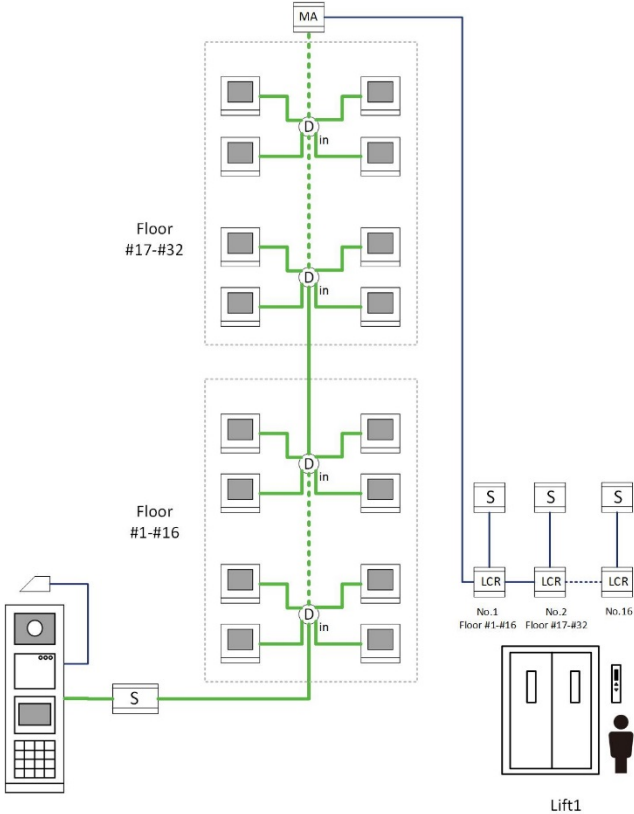 MA
D
in
Floor
#17-#32
D
in
D
in
Floor
#1-#16
D
in
S
S
S
S
LCR
LCR
LCR
No.1
Floor #1-#16
No.2
Floor #17-#32
No.16
Lift1